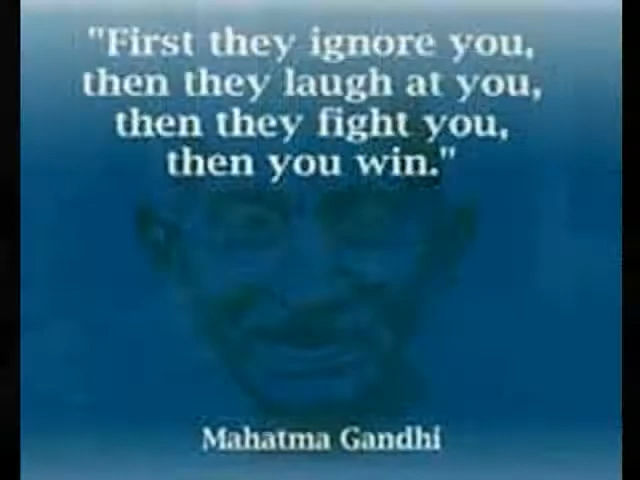 "First they ignore you,
then they laugh at you,
then they fight you,
then you win."
Mahatma Gandhi